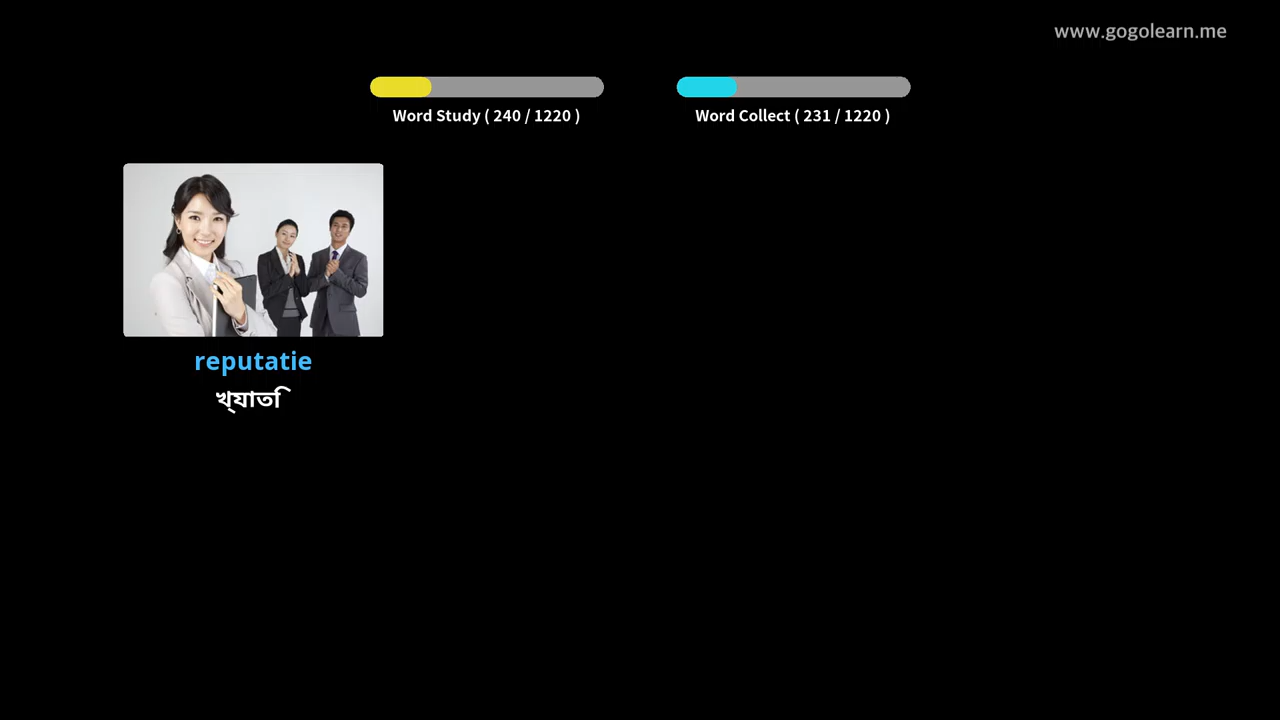 www.gogolearn.me
Word Study ( 240 / 1220 )
Word Collect ( 231 / 1220 )
reputatie
খ্যাতি